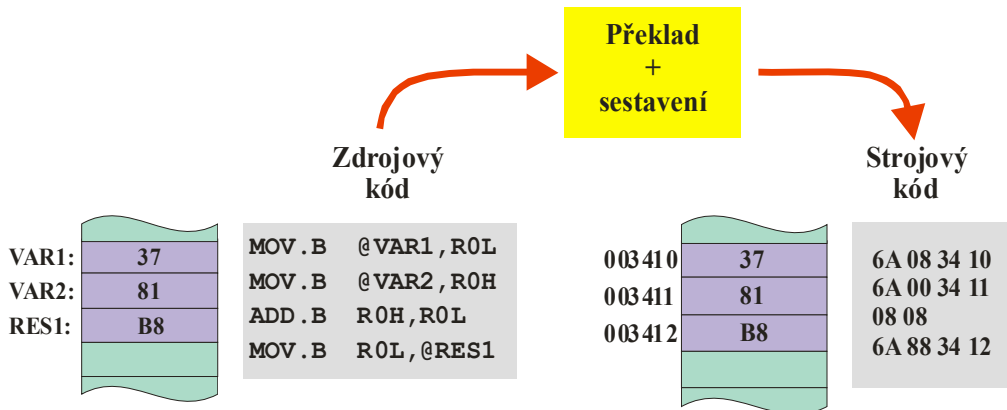 Překlad
+
sestavení
Zdrojový
kód
Strojový
kód
VAR1: 37
VAR2: 81
RES1: B8
MOV.B @VAR1,R0L
MOV.B @VAR2,R0H
ADD.B R0H,R0L
MOV.B R0L,@RES1
003410 37
003411 81
003412 B8
6A 08 34 10
6A 00 34 11
08 08
6A 88 34 12